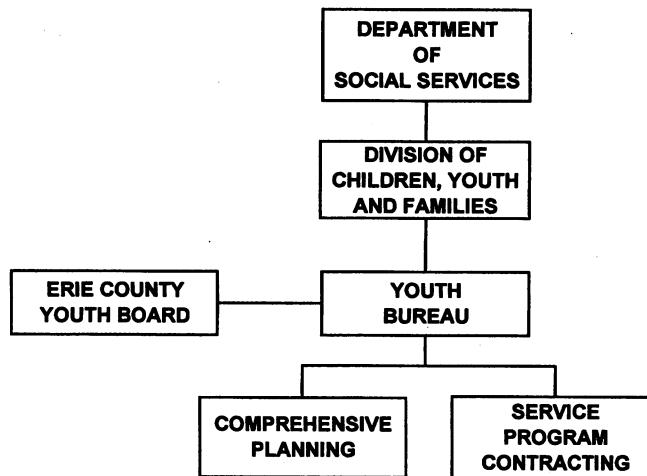 DEPARTMENT
OF
SOCIAL SERVICES
DIVISION OF
CHILDREN, YOUTH
AND FAMILIES
ERIE COUNTY
YOUTH BOARD
YOUTH
BUREAU
COMPREHENSIVE
PLANNING
SERVICE
PROGRAM
CONTRACTING